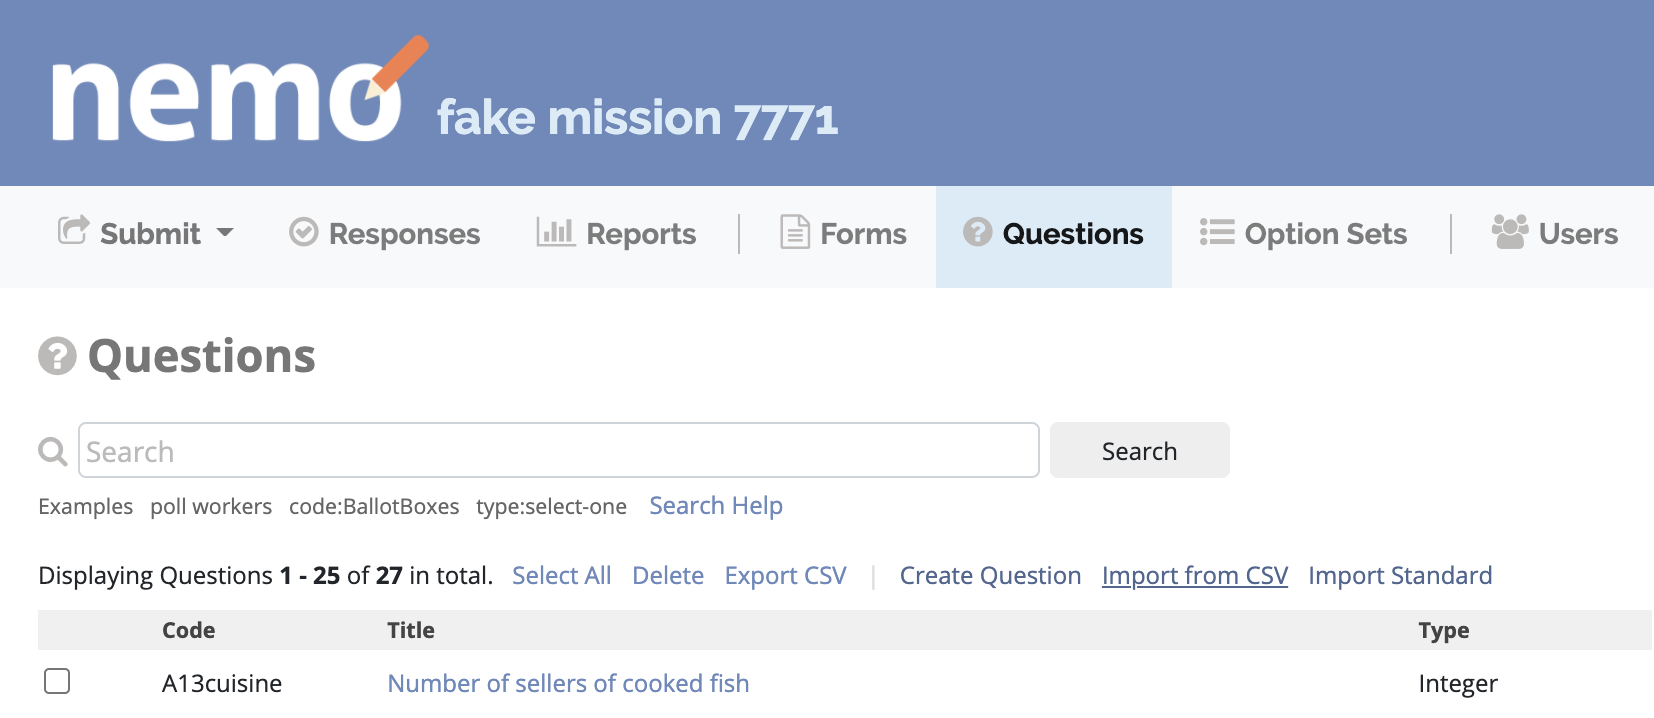 nemo fake mission 7771
Submit Responses Reports Forms Questions Option Sets Users
Questions
Search Search
Examples poll workers code:BallotBoxes type:select-one Search Help
Displaying Questions 1 - 25 of 27 in total. Select All Delete Export CSV | Create Question Import from CSV Import Standard
Code Title Type
A13cuisine Number of sellers of cooked fish Integer